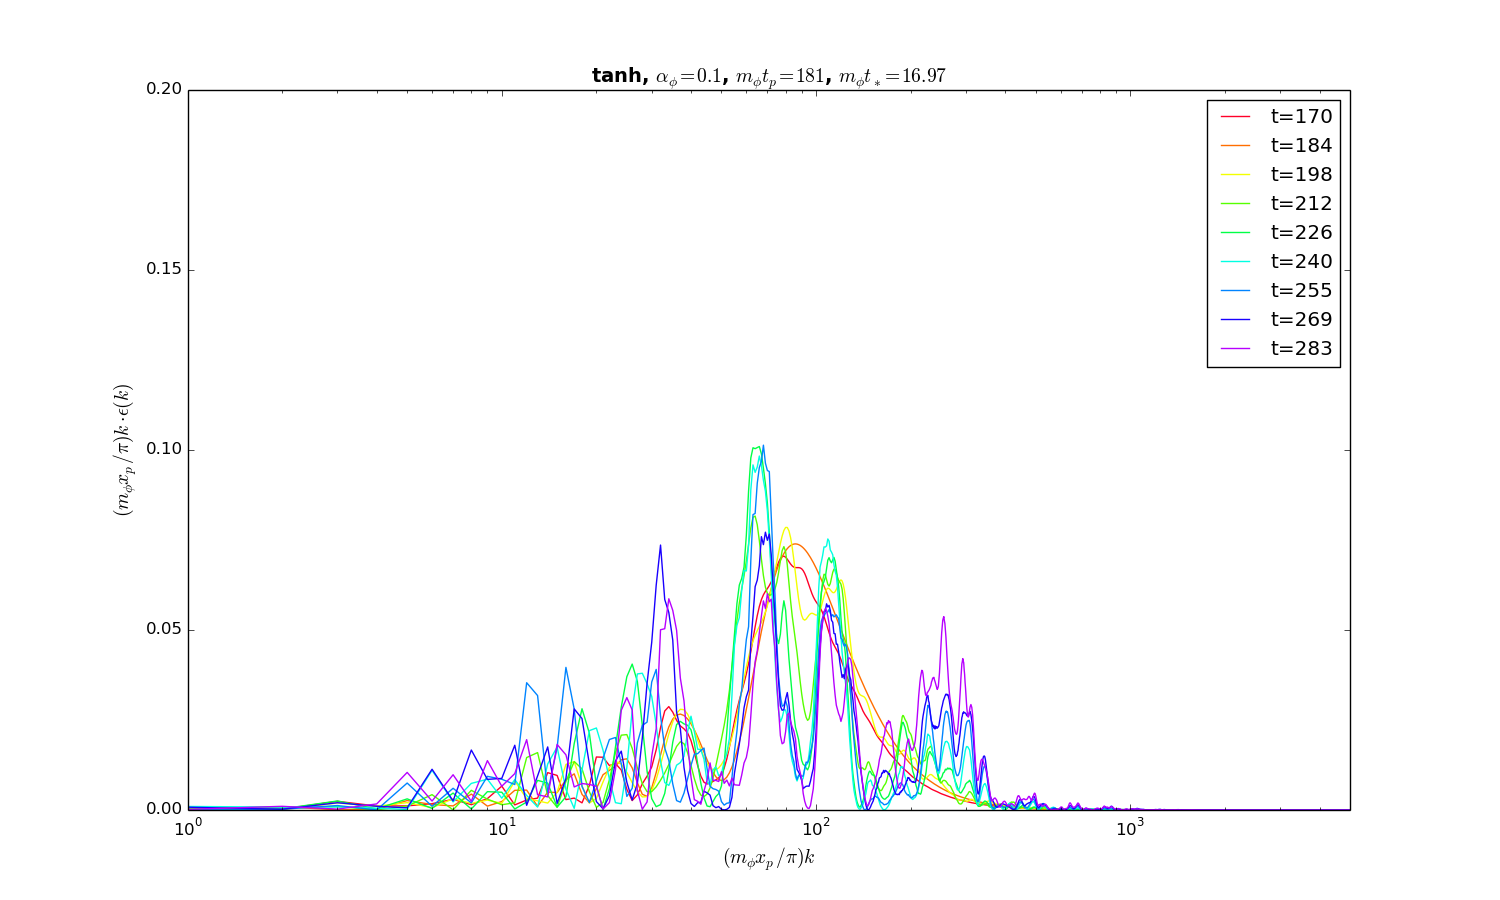 tanh, α_ϕ=0.1, m_ϕt_p=181, m_ϕt_*=16.97
0.20
0.15
0.10
0.05
0.00
(m_ϕx_p/π)k·ϵ(k)
t=170
t=184
t=198
t=212
t=226
t=240
t=255
t=269
t=283
10^0 10^1 10^2 10^3
(m_ϕx_p/π)k